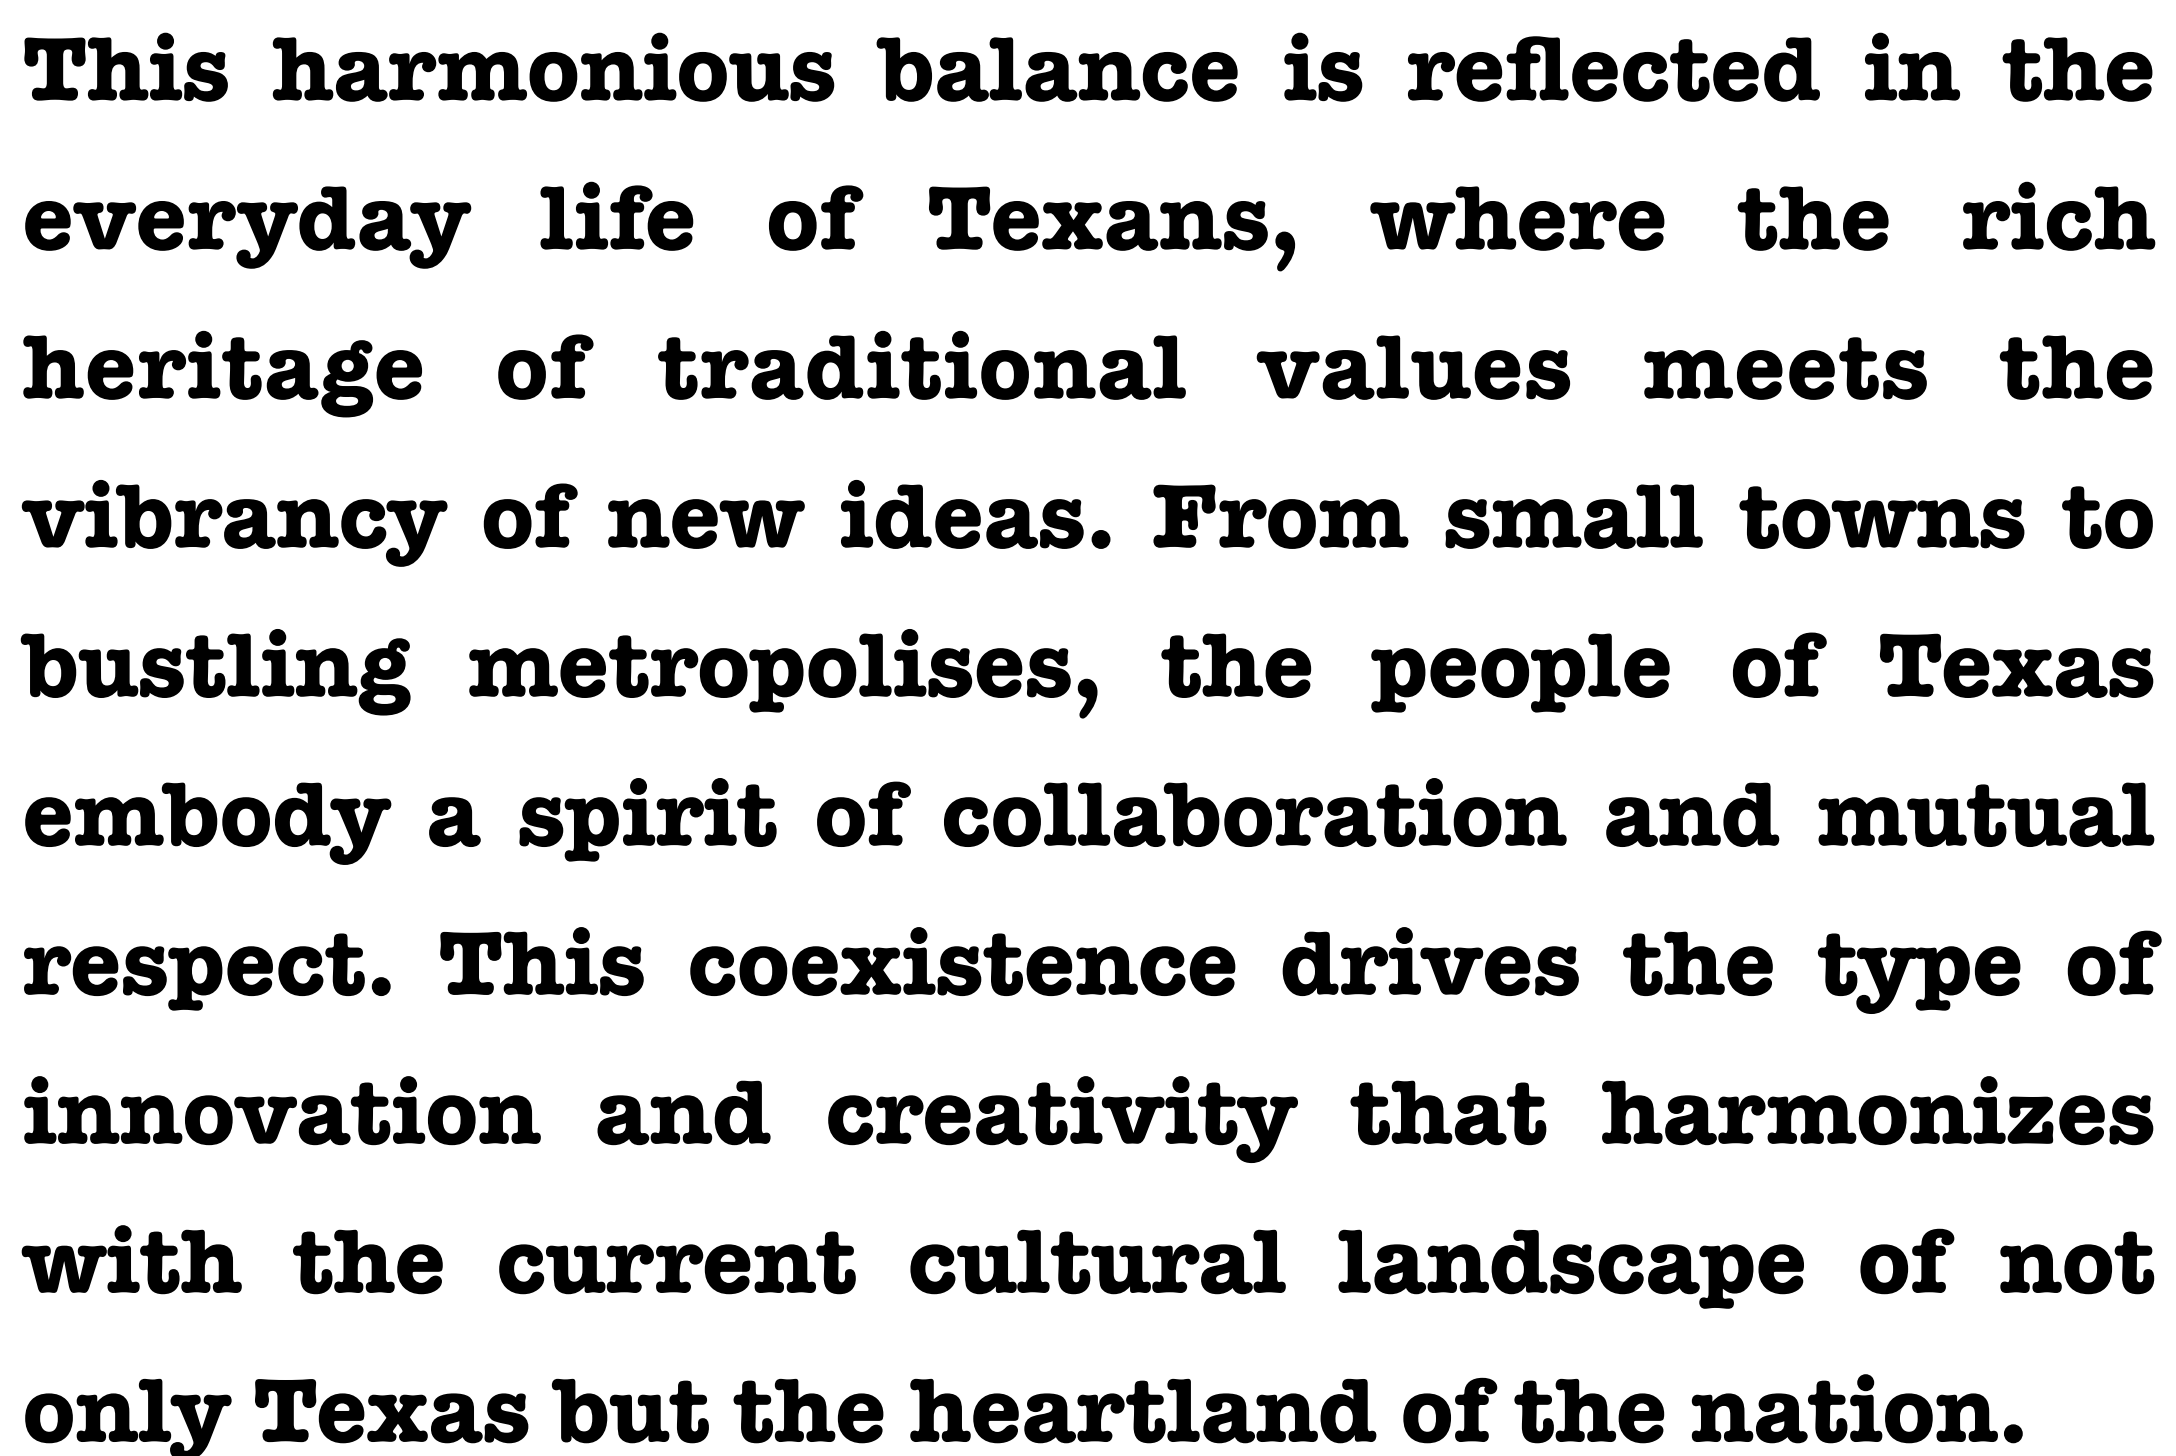 This harmonious balance is reflected in the
everyday life of Texans, where the rich
heritage of traditional values meets the
vibrancy of new ideas. From small towns to
bustling metropolises, the people of Texas
embody a spirit of collaboration and mutual
respect. This coexistence drives the type of
innovation and creativity that harmonizes
with the current cultural landscape of not
only Texas but the heartland of the nation.